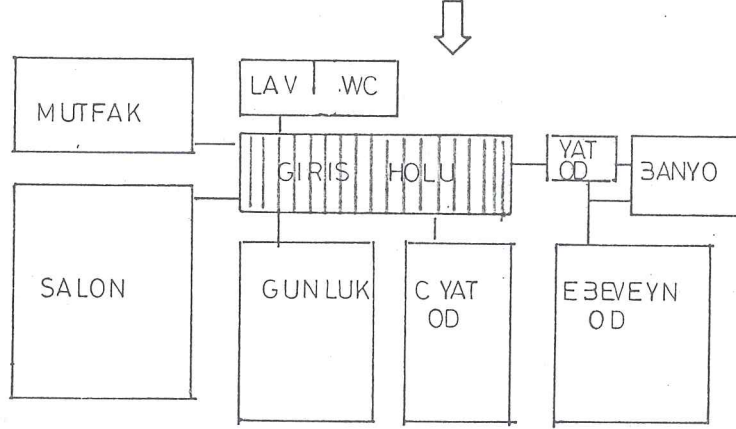 LAV WC
MUTFAK
GIRIS HOLU
YAT
OD
BANYO
SALON
GUNLUK
C YAT
OD
EBEVEYN
OD